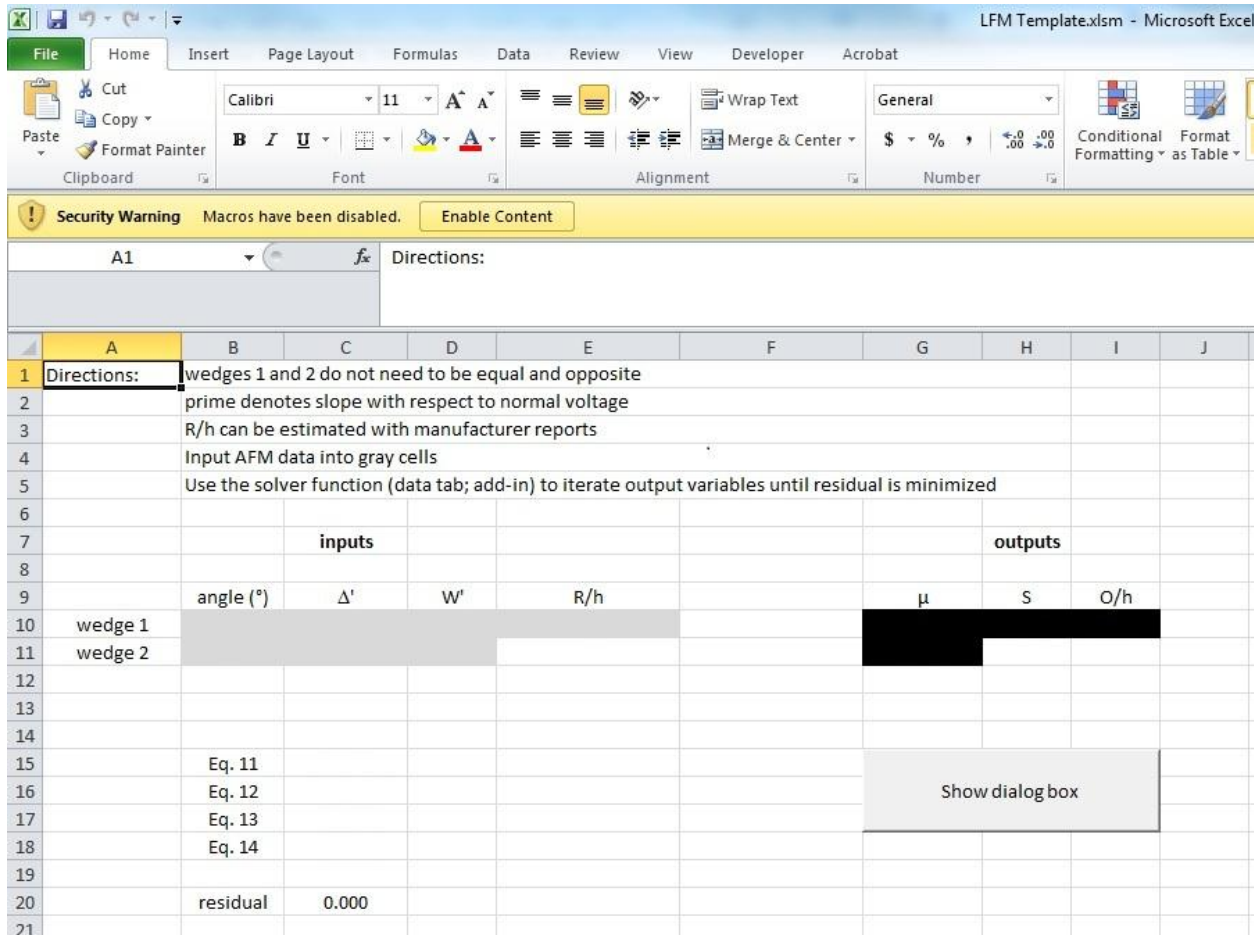 LFM Template.xlsm - Microsoft Excel
File Home Insert Page Layout Formulas Data Review View Developer Acrobat
Paste
Cut
Copy
Format Painter
Clipboard
Calibri 11 A A
B I U A
Font
Wrap Text
Merge & Center
Alignment
General
$ % , .0 .00 .00 .0
Number
Conditional Formatting
Format as Table
Security Warning Macros have been disabled. Enable Content
A1 fx Directions:
A B C D E F G H I J
1 Directions: wedges 1 and 2 do not need to be equal and opposite
2 prime denotes slope with respect to normal voltage
3 R/h can be estimated with manufacturer reports
4 Input AFM data into gray cells
5 Use the solver function (data tab; add-in) to iterate output variables until residual is minimized
6
7 inputs outputs
8
9 angle (°) Δ' W' R/h μ S O/h
10 wedge 1
11 wedge 2
12
13
14
15 Eq. 11
16 Eq. 12 Show dialog box
17 Eq. 13
18 Eq. 14
19
20 residual 0.000
21